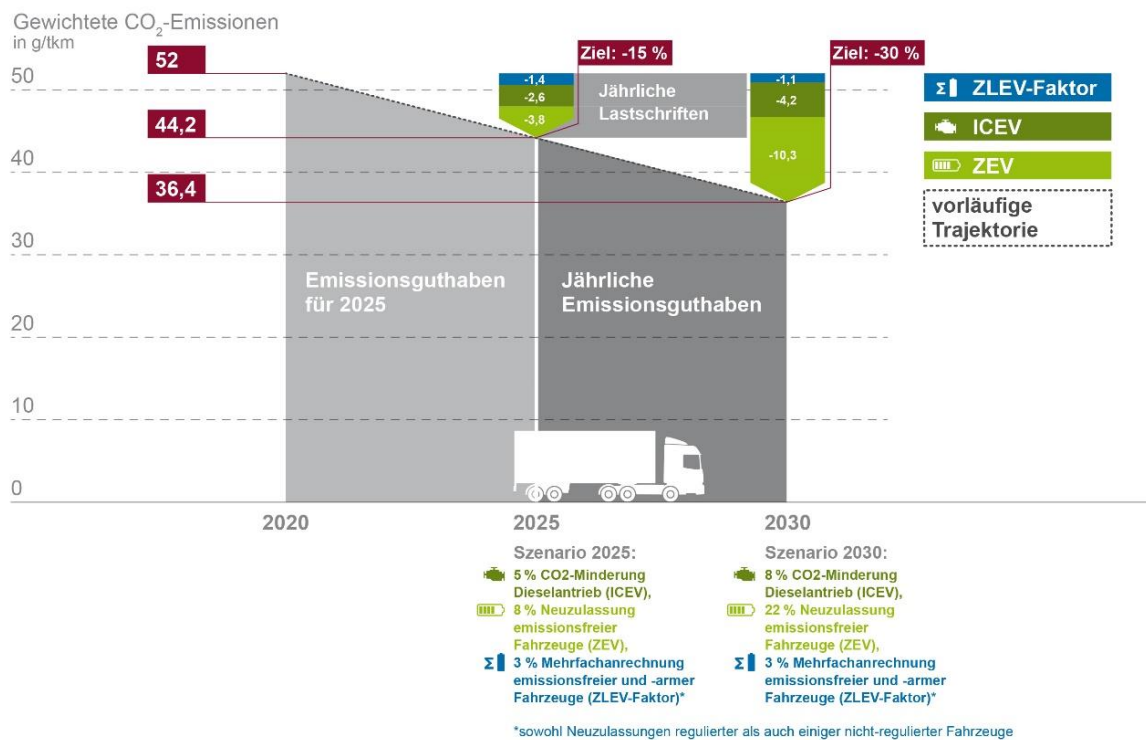 Gewichtete CO₂-Emissionen
in g/tkm
52
44,2
36,4
50
40
30
20
10
0
Ziel: -15 %
-1,4
-2,6
-3,8
Jährliche
Lastschriften
Ziel: -30 %
-1,1
-4,2
-10,3
Σ ZLEV-Faktor
ICEV
ZEV
vorläufige
Trajektorie
Emissionsguthaben
für 2025
Jährliche
Emissionsguthaben
2020
2025
2030
Szenario 2025:
5 % CO2-Minderung
Dieselantrieb (ICEV),
8 % Neuzulassung
emissionsfreier
Fahrzeuge (ZEV),
Σ 3 % Mehrfachanrechnung
emissionsfreier und -armer
Fahrzeuge (ZLEV-Faktor)*
Szenario 2030:
8 % CO2-Minderung
Dieselantrieb (ICEV),
22 % Neuzulassung
emissionsfreier
Fahrzeuge (ZEV),
Σ 3 % Mehrfachanrechnung
emissionsfreier und -armer
Fahrzeuge (ZLEV-Faktor)*
*sowohl Neuzulassungen regulierter als auch einiger nicht-regulierter Fahrzeuge